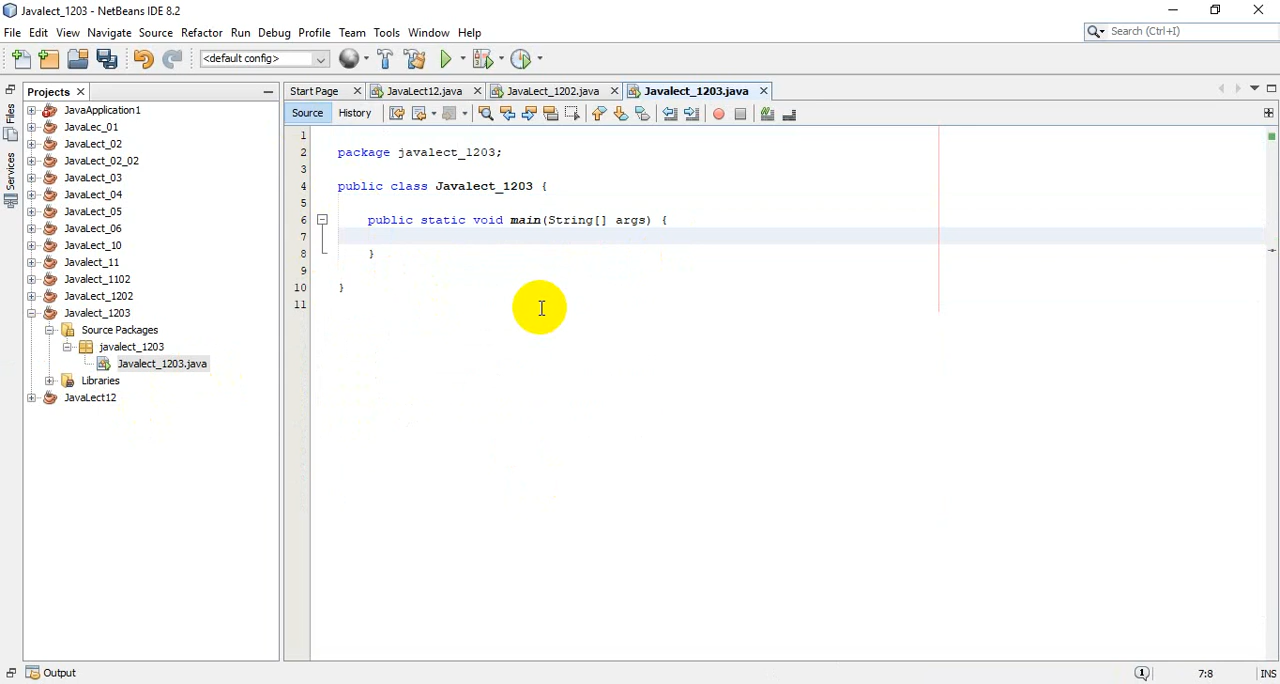 Javalect_1203 - NetBeans IDE 8.2
File Edit View Navigate Source Refactor Run Debug Profile Team Tools Window Help
Search (Ctrl+I)
<default config>
Projects
Start Page JavaLect12.java JavaLect_1202.java Javalect_1203.java
Files
Services
Source History
JavaApplication1
JavaLec_01
JavaLect_02
JavaLect_02_02
JavaLect_03
JavaLect_04
JavaLect_05
JavaLect_06
JavaLect_10
Javalect_11
Javalect_1102
JavaLect_1202
Javalect_1203
Source Packages
javalect_1203
Javalect_1203.java
Libraries
JavaLect12
1
2 package javalect_1203;
3
4 public class Javalect_1203 {
5
6 public static void main(String[] args) {
7
8 }
9
10 }
11
Output
1
7:8
INS